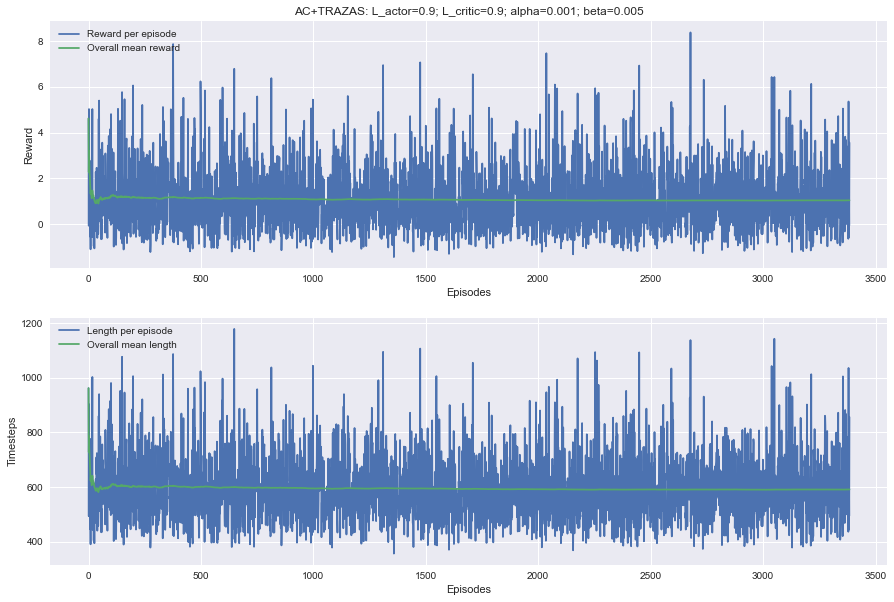 AC+TRAZAS: L_actor=0.9; L_critic=0.9; alpha=0.001; beta=0.005
Reward per episode
Overall mean reward
8
6
4
2
0
Reward
0 500 1000 1500 2000 2500 3000 3500
Episodes
Length per episode
Overall mean length
1200
1000
800
600
400
Timesteps
0 500 1000 1500 2000 2500 3000 3500
Episodes